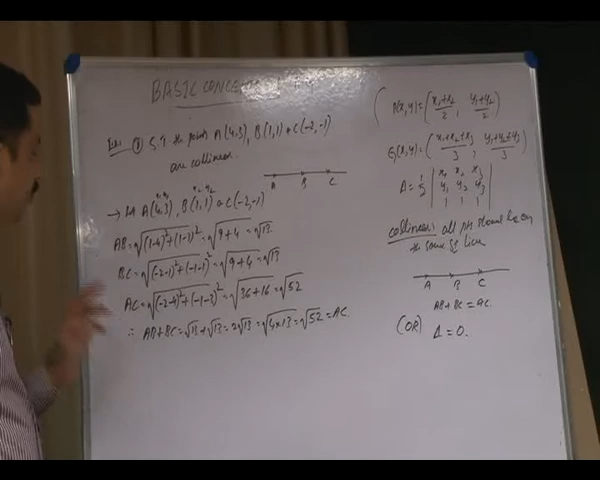 BASIC CONCE
Ex: ① S.T the points A(4,3), B(1,1) & C(-2,-1)
are collinear.
A B C
→ let A(4,3), B(1,1) & C(-2,-1)
AB = √(1-4)²+(1-1)² = √9+4 = √13
BC = √(-2-1)²+(-1-1)² = √9+4 = √13
AC = √(-2-4)²+(-1-3)² = √36+16 = √52
∴ AB+BC = √13+√13 = 2√13 = √4×13 = √52 = AC.
P(x,y) = (x₁+x₂/2, y₁+y₂/2)
G(x,y) = (x₁+x₂+x₃/3, y₁+y₂+y₃/3)
Δ = 1/2 | x₁ x₂ x₃
y₁ y₂ y₃
1 1 1 |
collinear: all pts should lie on
the same St line
A B C
AB+BC = AC.
(OR) Δ = 0.